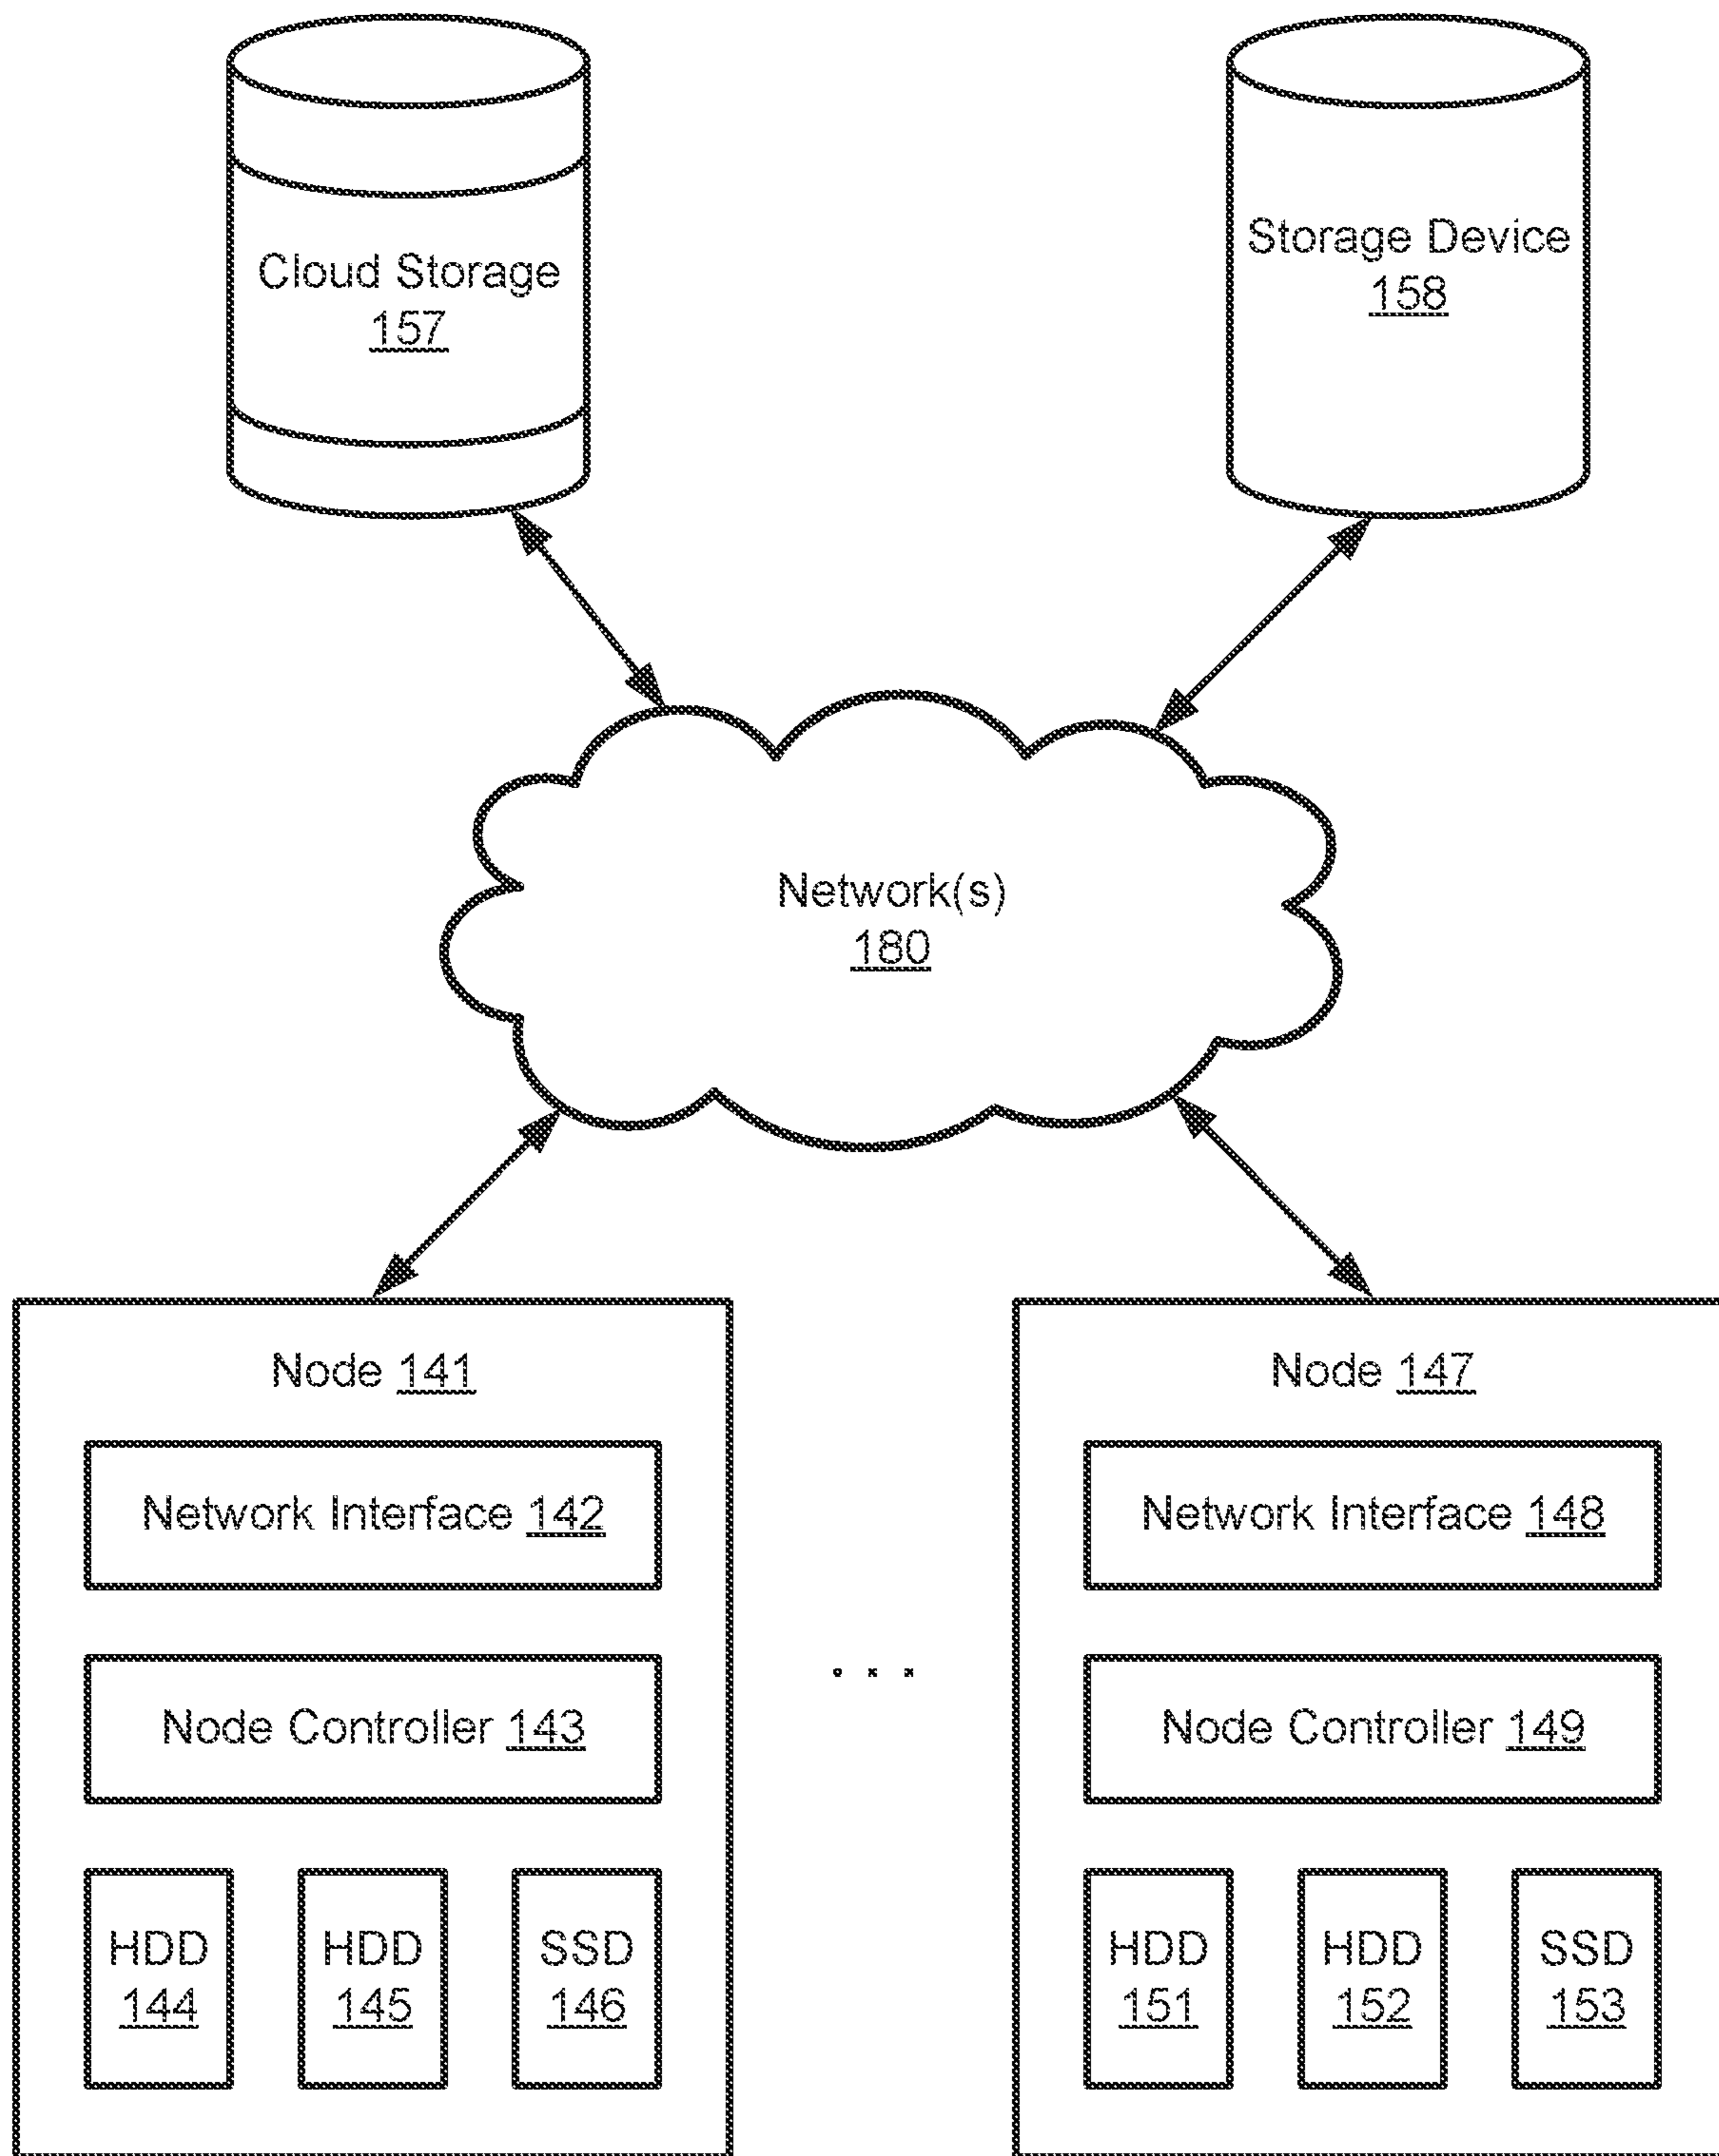 Cloud Storage
157
Storage Device
158
Network(s)
180
Node 141
Network Interface 142
Node Controller 143
HDD
144
HDD
145
SSD
146
. . .
Node 147
Network Interface 148
Node Controller 149
HDD
151
HDD
152
SSD
153